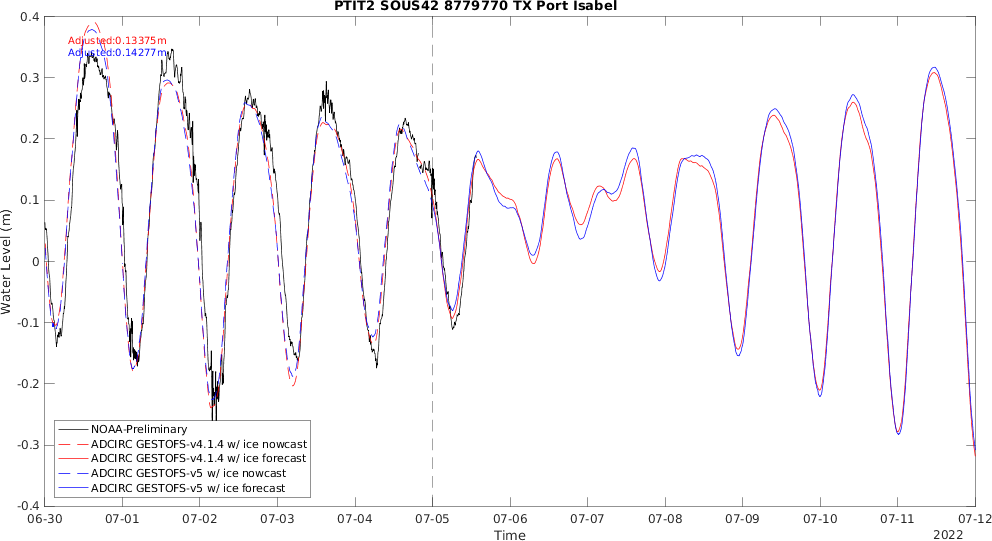 PTIT2 SOUS42 8779770 TX Port Isabel
0.4
Adjusted:0.13375m
Adjusted:0.14277m
0.3
0.2
0.1
0
-0.1
-0.2
-0.3
-0.4
Water Level (m)
NOAA-Preliminary
ADCIRC GESTOFS-v4.1.4 w/ ice nowcast
ADCIRC GESTOFS-v4.1.4 w/ ice forecast
ADCIRC GESTOFS-v5 w/ ice nowcast
ADCIRC GESTOFS-v5 w/ ice forecast
06-30 07-01 07-02 07-03 07-04 07-05 07-06 07-07 07-08 07-09 07-10 07-11 07-12
Time
2022